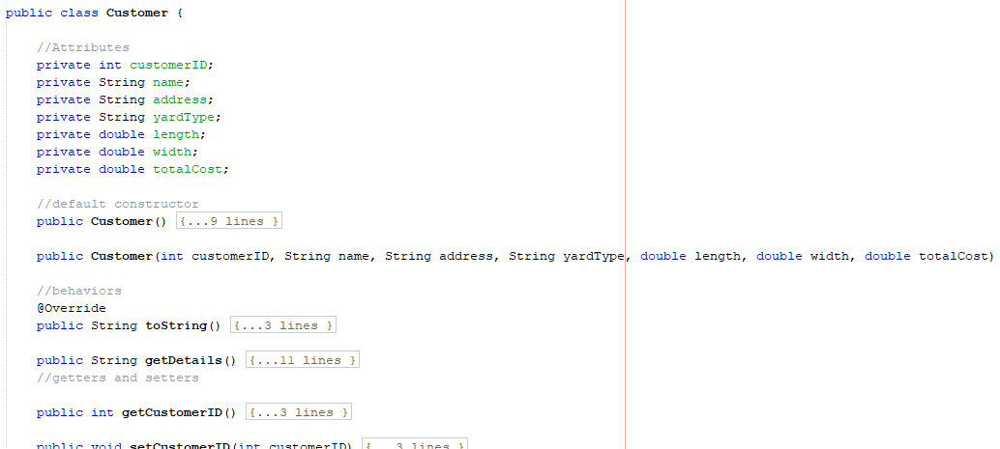 public class Customer {
//Attributes
private int customerID;
private String name;
private String address;
private String yardType;
private double length;
private double width;
private double totalCost;
//default constructor
public Customer() {...9 lines }
public Customer(int customerID, String name, String address, String yardType, double length, double width, double totalCost)
//behaviors
@Override
public String toString() {...3 lines }
public String getDetails() {...11 lines }
//getters and setters
public int getCustomerID() {...3 lines }
public void setCustomerID(int customerID) {...3 lines }